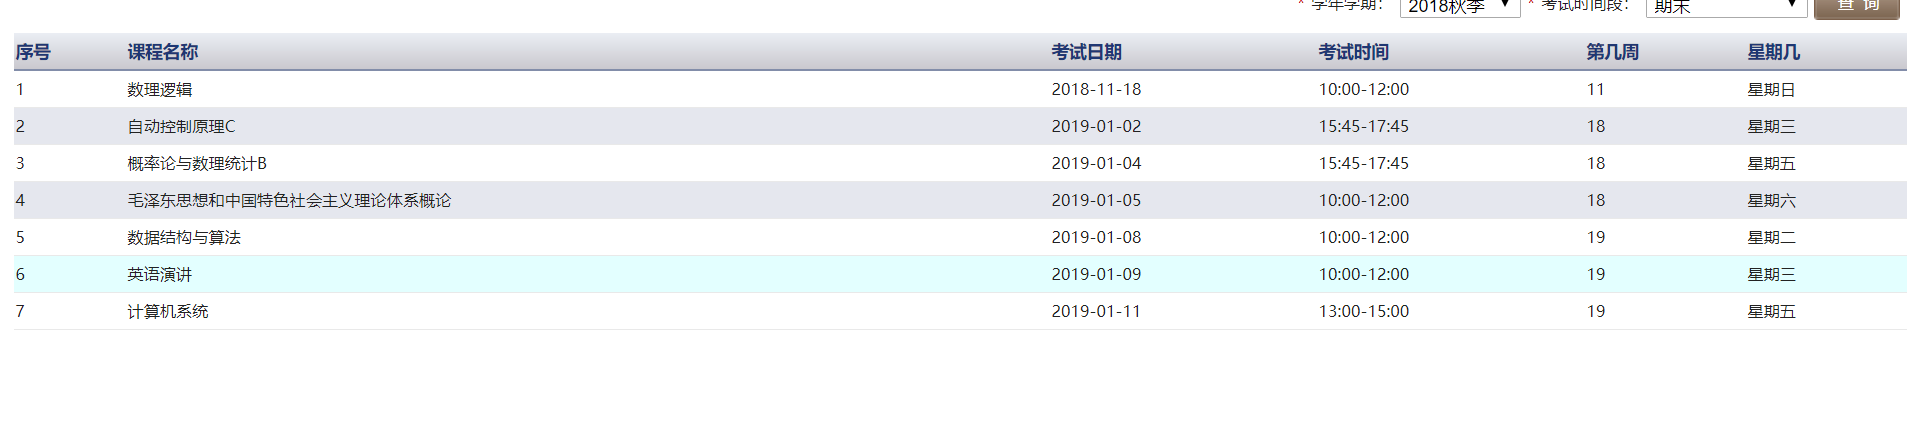 * 学年学期： 2018秋季 * 考试时间段： 期末 查 询
序号 课程名称 考试日期 考试时间 第几周 星期几
1 数理逻辑 2018-11-18 10:00-12:00 11 星期日
2 自动控制原理C 2019-01-02 15:45-17:45 18 星期三
3 概率论与数理统计B 2019-01-04 15:45-17:45 18 星期五
4 毛泽东思想和中国特色社会主义理论体系概论 2019-01-05 10:00-12:00 18 星期六
5 数据结构与算法 2019-01-08 10:00-12:00 19 星期二
6 英语演讲 2019-01-09 10:00-12:00 19 星期三
7 计算机系统 2019-01-11 13:00-15:00 19 星期五